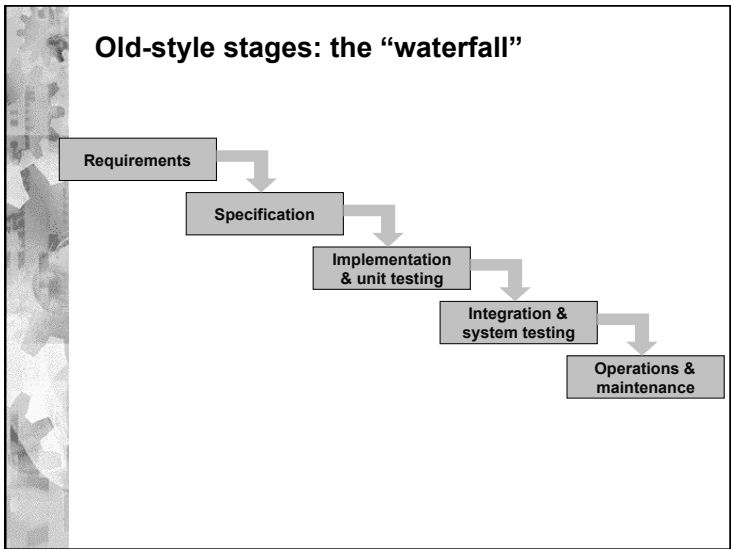 Old-style stages: the “waterfall”
Requirements
Specification
Implementation
& unit testing
Integration &
system testing
Operations &
maintenance